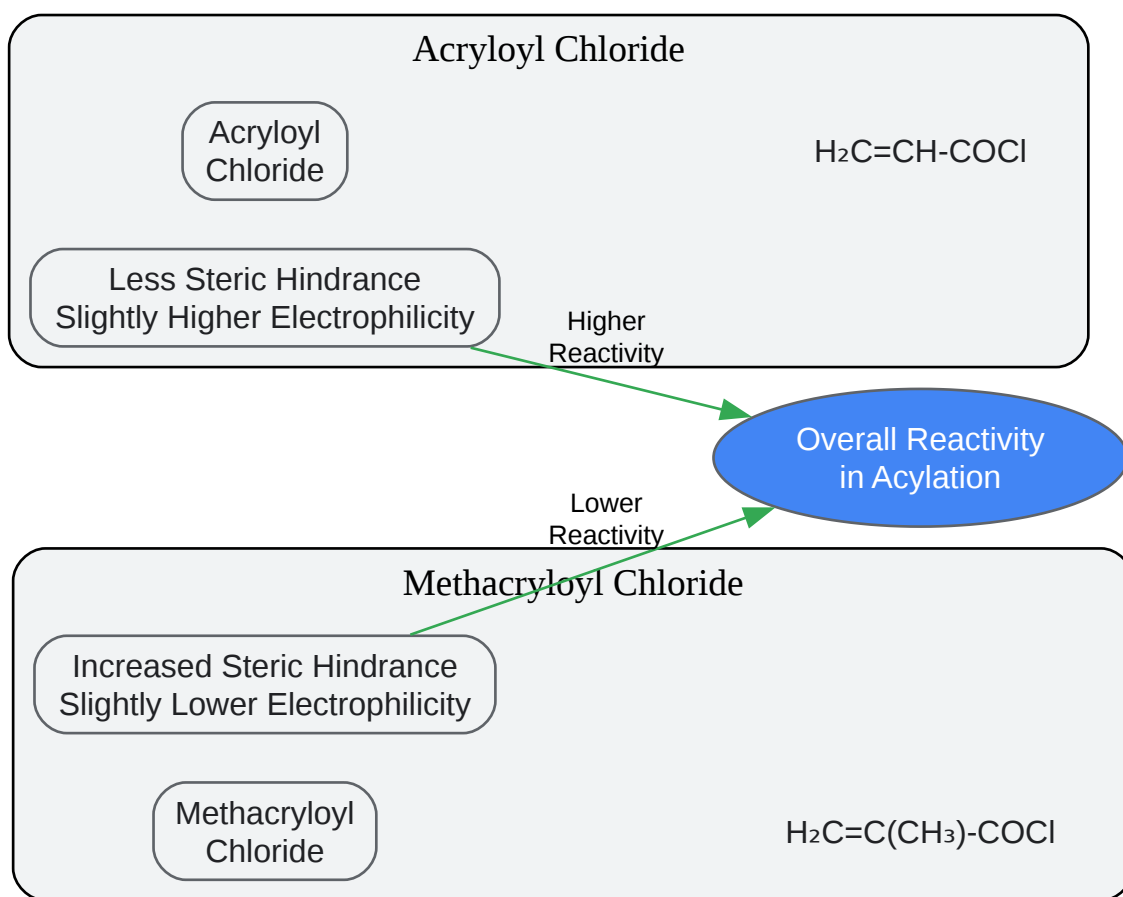 Acryloyl Chloride
Acryloyl
Chloride
H₂C=CH-COCl
Less Steric Hindrance
Slightly Higher Electrophilicity
Higher
Reactivity
Overall Reactivity
in Acylation
Lower
Reactivity
Methacryloyl Chloride
Increased Steric Hindrance
Slightly Lower Electrophilicity
Methacryloyl
Chloride
H₂C=C(CH₃)-COCl